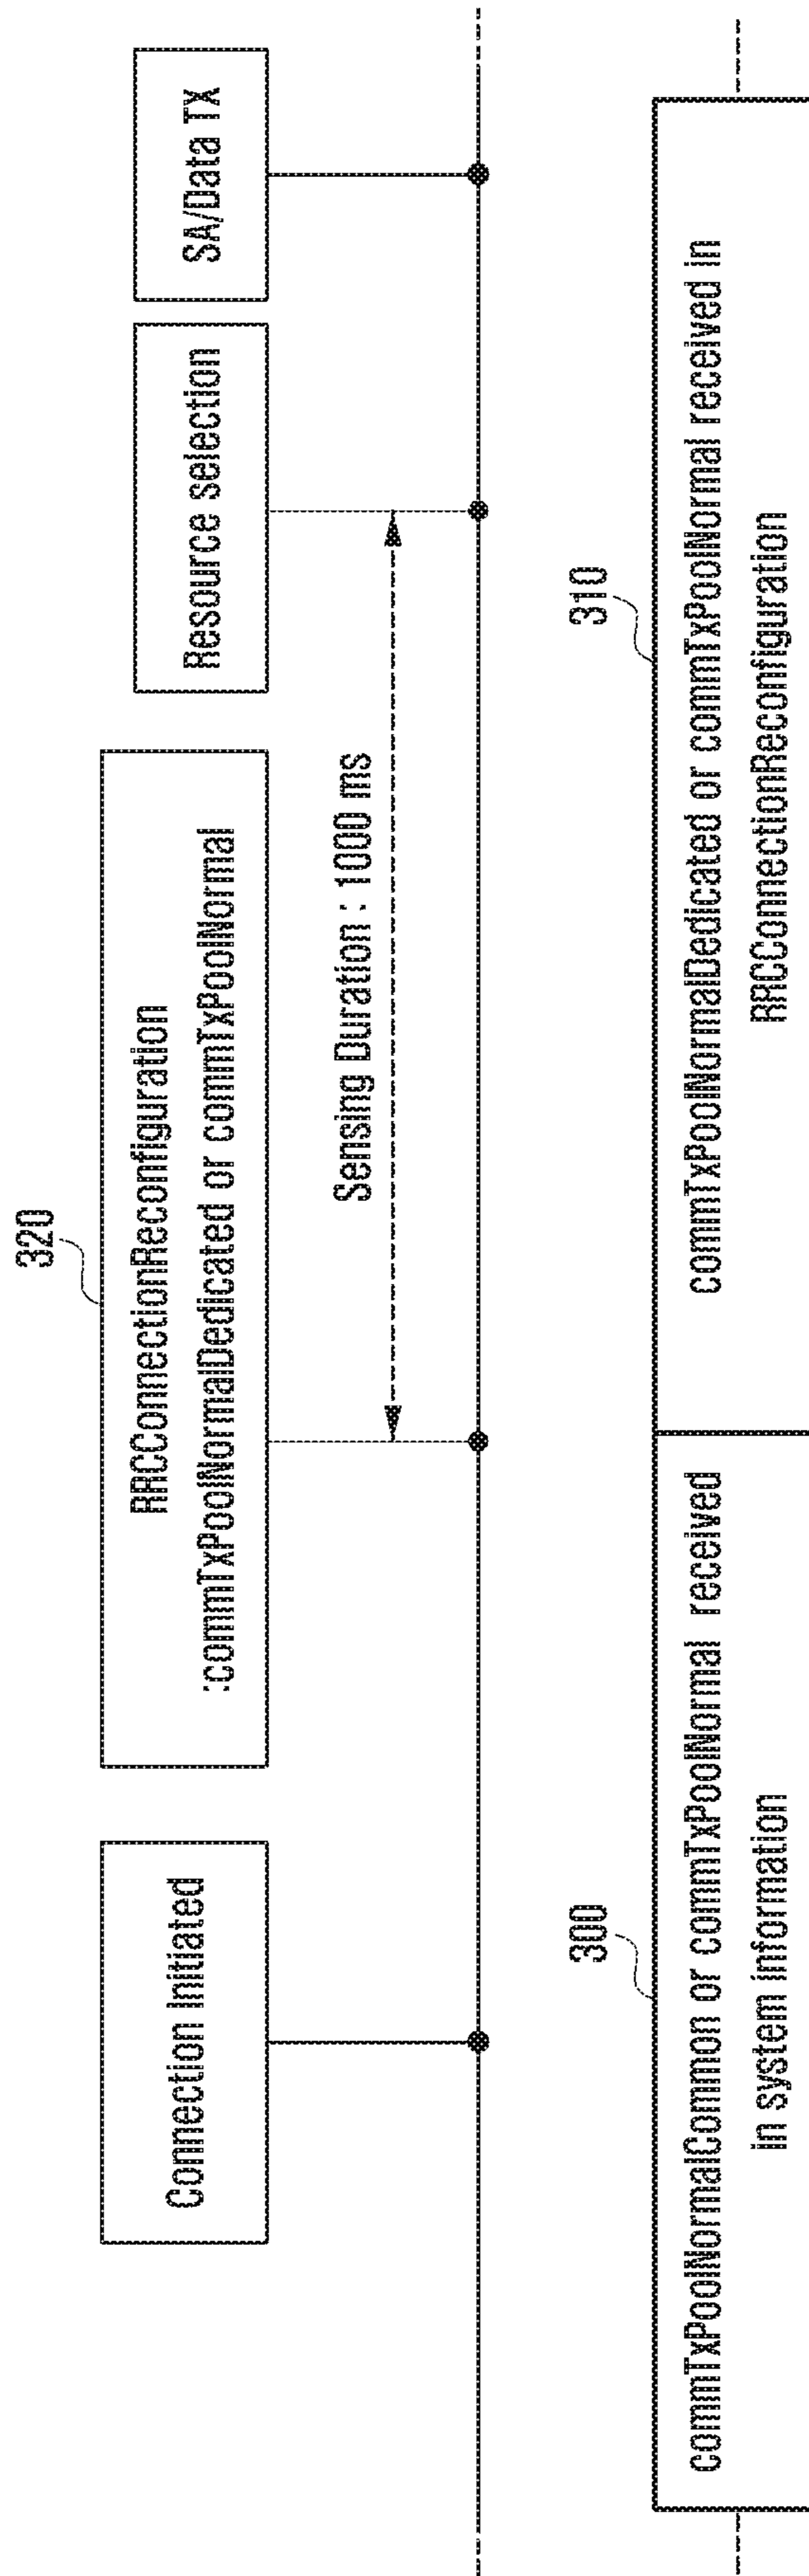 320
Connection Initiated
RRCConnectionReconfiguration
:commTxPoolNormalDedicated or commTxPoolNormal
Resource selection
SA/Data TX
Sensing Duration : 1000 ms
300
310
commTxPoolNormalCommon or commTxPoolNormal received
in system information
commTxPoolNormalDedicated or commTxPoolNormal received in
RRCConnectionReconfiguration